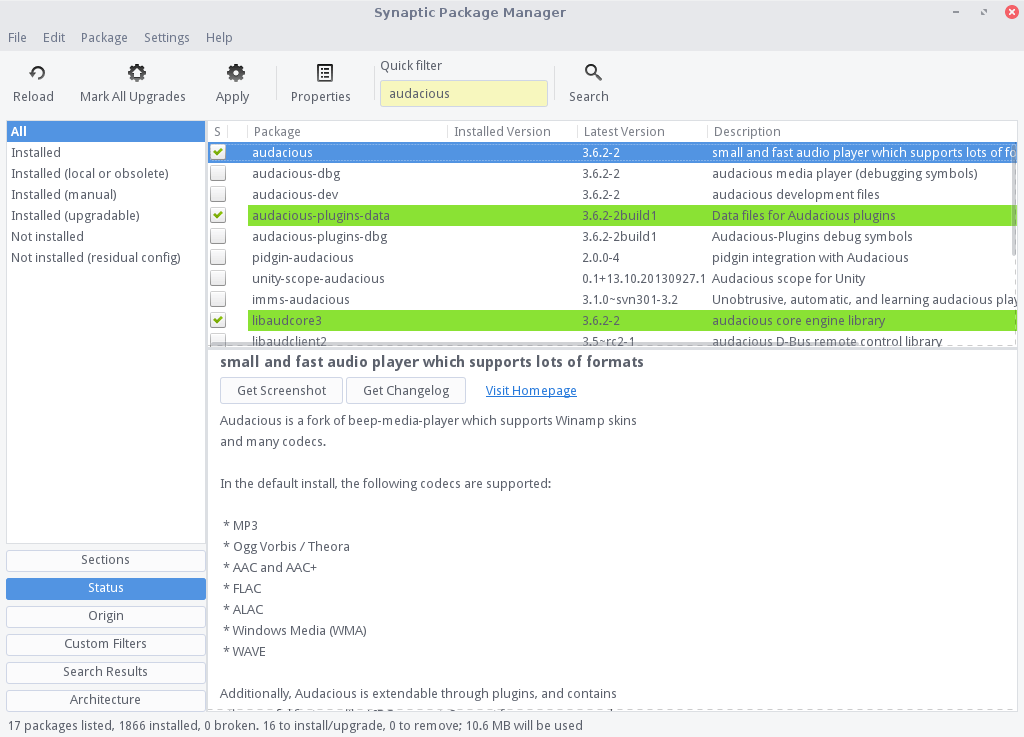 Synaptic Package Manager
File Edit Package Settings Help
Reload Mark All Upgrades Apply Properties Quick filter audacious Search
All
Installed
Installed (local or obsolete)
Installed (manual)
Installed (upgradable)
Not installed
Not installed (residual config)
Sections
Status
Origin
Custom Filters
Search Results
Architecture
S Package Installed Version Latest Version Description
audacious 3.6.2-2 small and fast audio player which supports lots of fo
audacious-dbg 3.6.2-2 audacious media player (debugging symbols)
audacious-dev 3.6.2-2 audacious development files
audacious-plugins-data 3.6.2-2build1 Data files for Audacious plugins
audacious-plugins-dbg 3.6.2-2build1 Audacious-Plugins debug symbols
pidgin-audacious 2.0.0-4 pidgin integration with Audacious
unity-scope-audacious 0.1+13.10.20130927.1 Audacious scope for Unity
imms-audacious 3.1.0~svn301-3.2 Unobtrusive, automatic, and learning audacious play
libaudcore3 3.6.2-2 audacious core engine library
libaudclient2 3.5~rc2-1 audacious D-Bus remote control library
small and fast audio player which supports lots of formats
Get Screenshot Get Changelog Visit Homepage
Audacious is a fork of beep-media-player which supports Winamp skins
and many codecs.
In the default install, the following codecs are supported:
* MP3
* Ogg Vorbis / Theora
* AAC and AAC+
* FLAC
* ALAC
* Windows Media (WMA)
* WAVE
Additionally, Audacious is extendable through plugins, and contains
17 packages listed, 1866 installed, 0 broken. 16 to install/upgrade, 0 to remove; 10.6 MB will be used